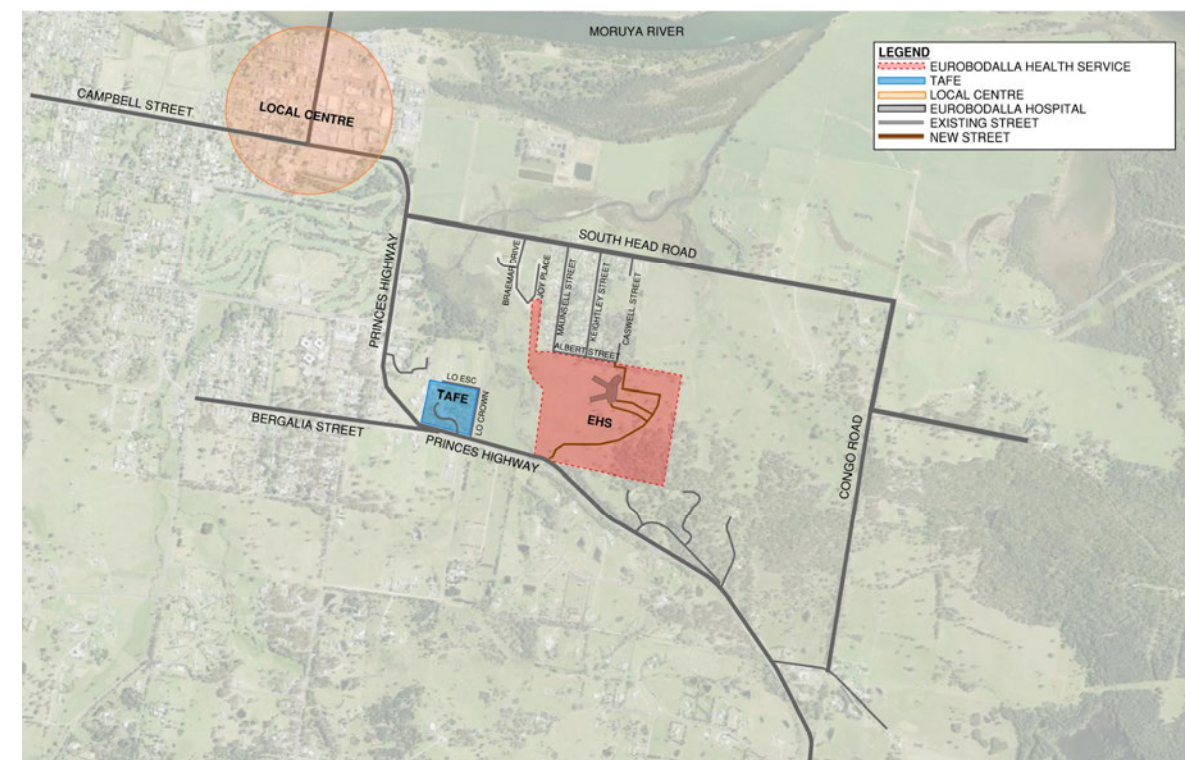 MORUYA RIVER
LEGEND
EUROBODALLA HEALTH SERVICE
TAFE
LOCAL CENTRE
EUROBODALLA HOSPITAL
EXISTING STREET
NEW STREET
CAMPBELL STREET
LOCAL CENTRE
PRINCES HIGHWAY
SOUTH HEAD ROAD
BRAEMAR DRIVE
JOY PLACE
MAUNSELL STREET
KEIGHTLEY STREET
CASWELL STREET
ALBERT STREET
LO ESC
TAFE
LO CROWN
EHS
BERGALIA STREET
PRINCES HIGHWAY
CONGO ROAD